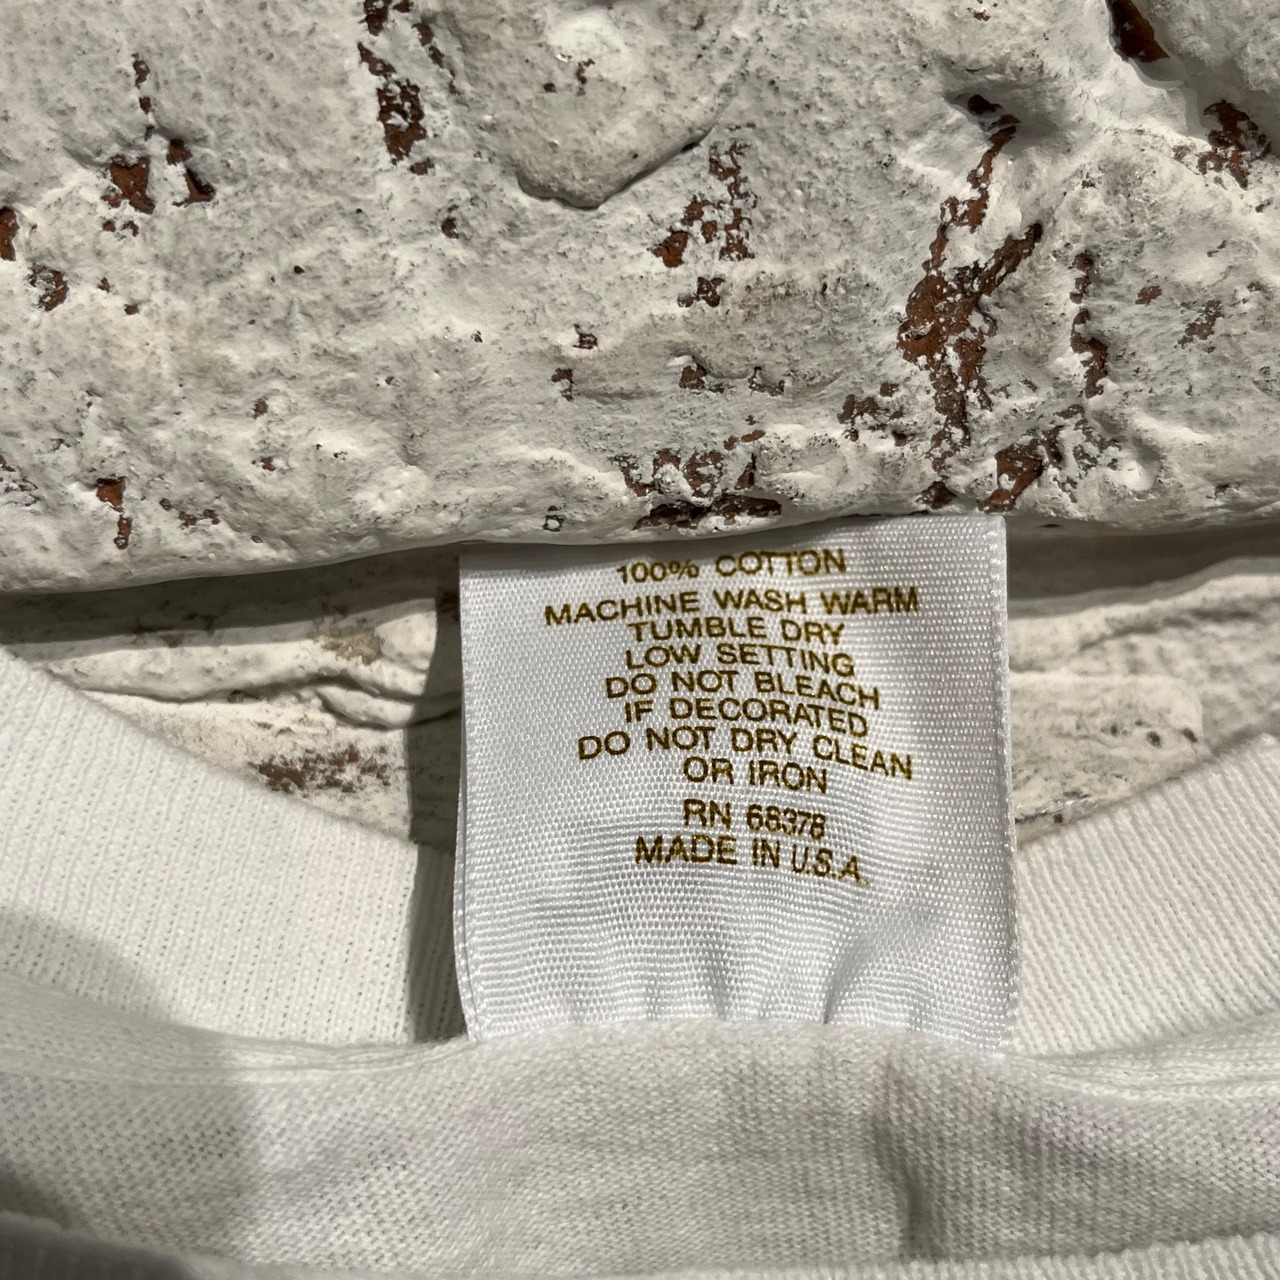 100% COTTON
MACHINE WASH WARM
TUMBLE DRY
LOW SETTING
DO NOT BLEACH
IF DECORATED
DO NOT DRY CLEAN
OR IRON
RN 68378
MADE IN U.S.A.